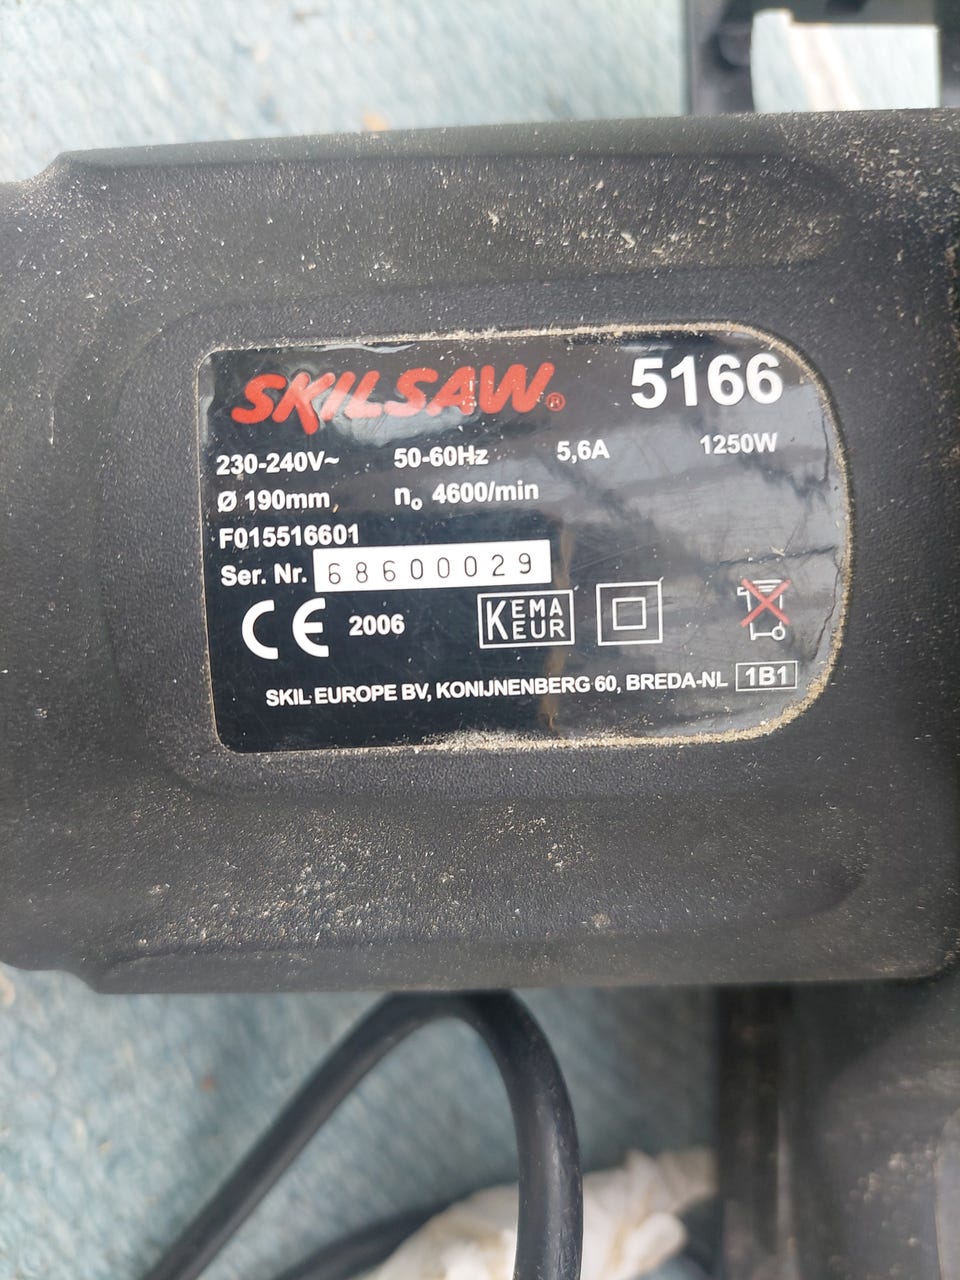 SKILSAW® 5166
230-240V~ 50-60Hz 5,6A 1250W
Ø 190mm n₀ 4600/min
F015516601
Ser. Nr. 68600029
CE 2006 KEMA KEUR
SKIL EUROPE BV, KONIJNENBERG 60, BREDA-NL 1B1